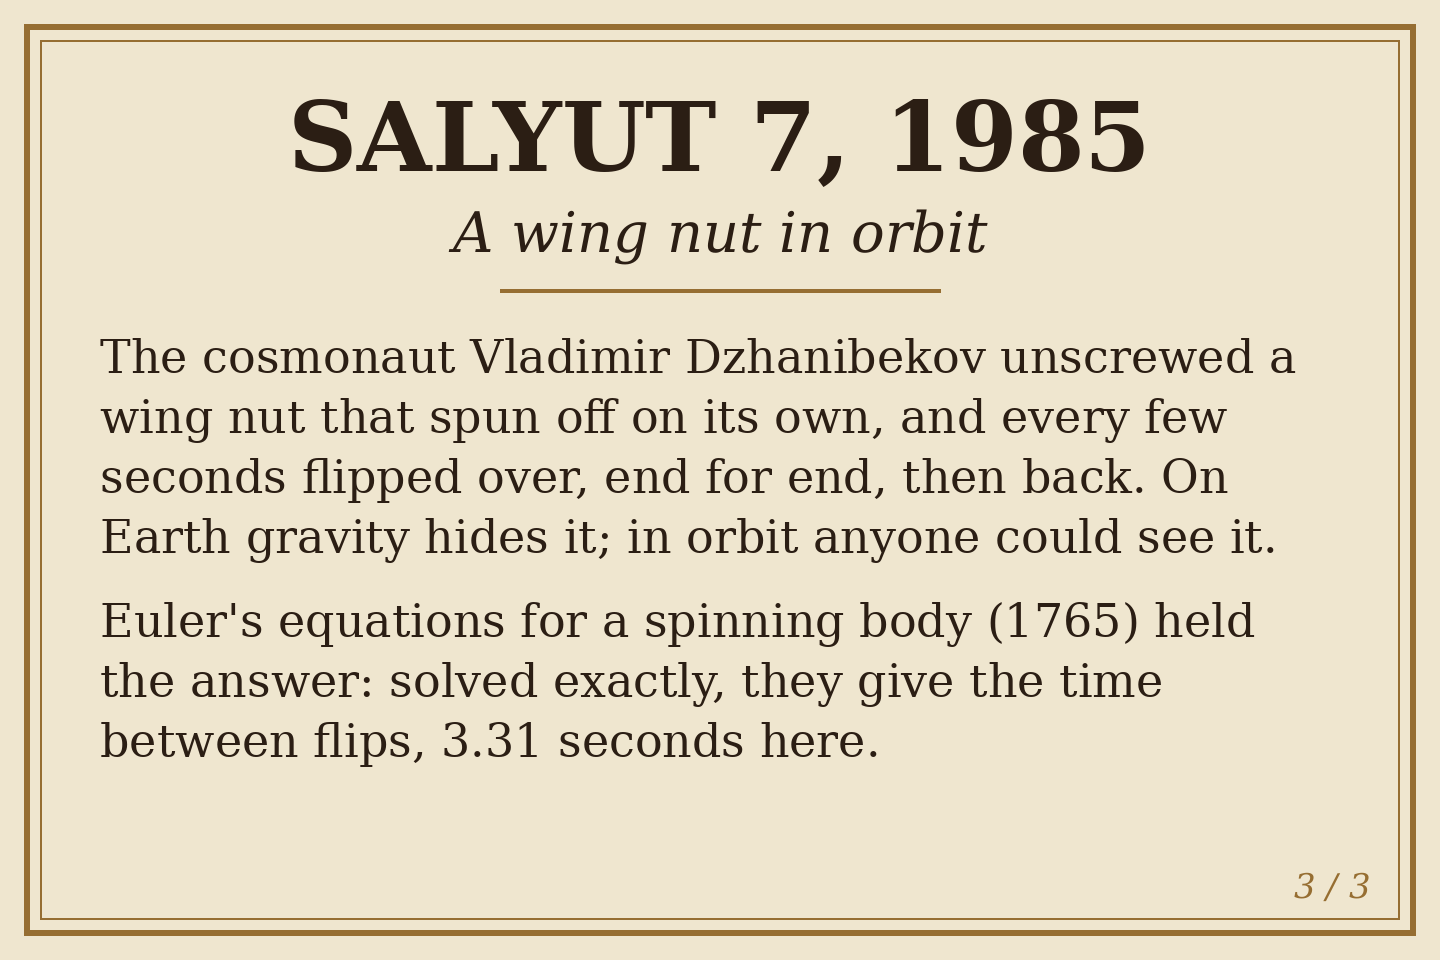 SALYUT 7, 1985
A wing nut in orbit
The cosmonaut Vladimir Dzhanibekov unscrewed a
wing nut that spun off on its own, and every few
seconds flipped over, end for end, then back. On
Earth gravity hides it; in orbit anyone could see it.
Euler's equations for a spinning body (1765) held
the answer: solved exactly, they give the time
between flips, 3.31 seconds here.
3 / 3